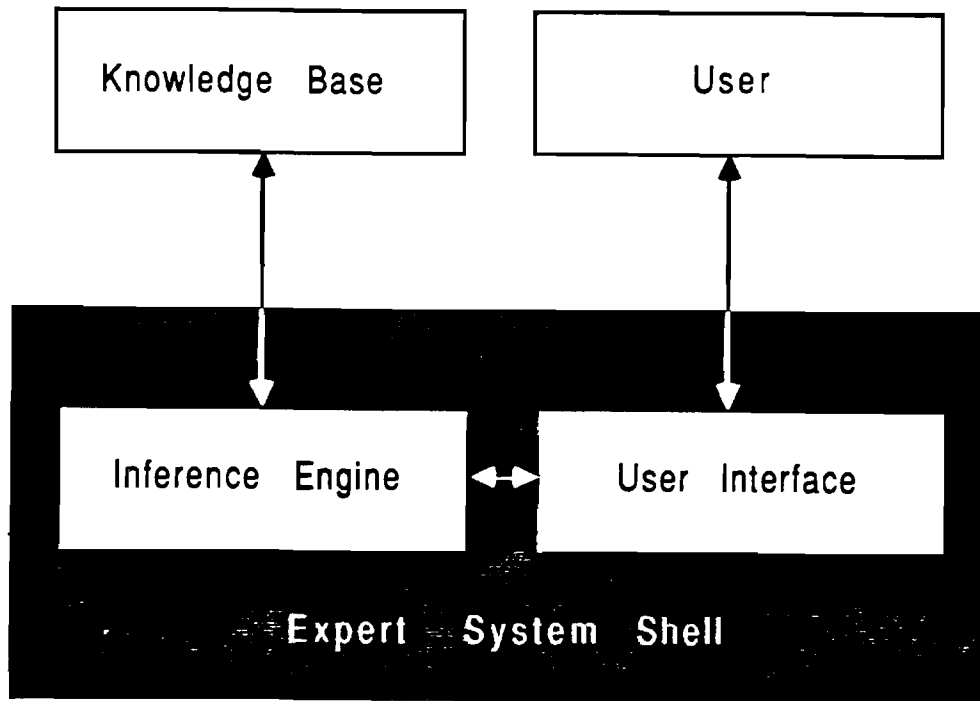 Knowledge Base
User
Inference Engine
User Interface
Expert System Shell